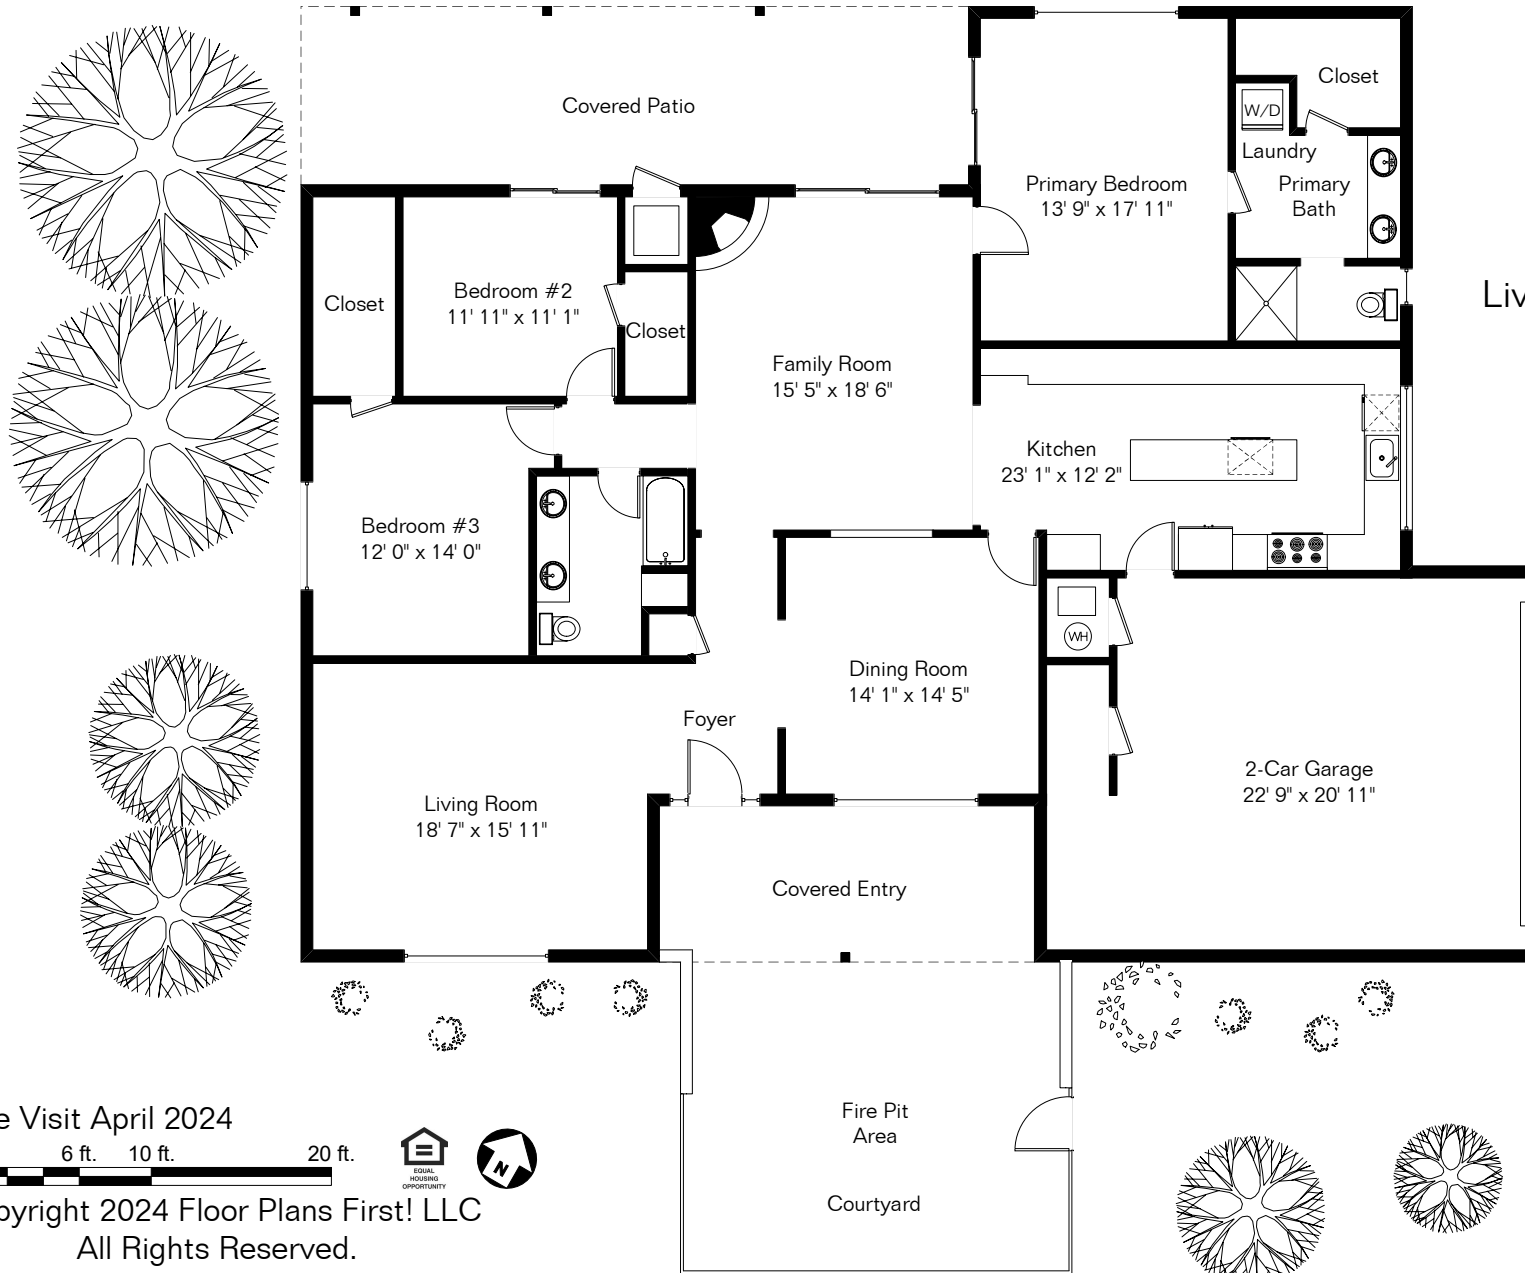 Covered Patio
Closet
W/D
Laundry
Primary
Bath
Primary Bedroom
13' 9" x 17' 11"
Closet
Bedroom #2
11' 11" x 11' 1"
Closet
Family Room
15' 5" x 18' 6"
Liv
Kitchen
23' 1" x 12' 2"
Bedroom #3
12' 0" x 14' 0"
WH
Dining Room
14' 1" x 14' 5"
Foyer
2-Car Garage
22' 9" x 20' 11"
Living Room
18' 7" x 15' 11"
Covered Entry
Fire Pit
Area
Courtyard
e Visit April 2024
6 ft. 10 ft. 20 ft.
EQUAL
HOUSING
OPPORTUNITY
N
pyright 2024 Floor Plans First! LLC
All Rights Reserved.